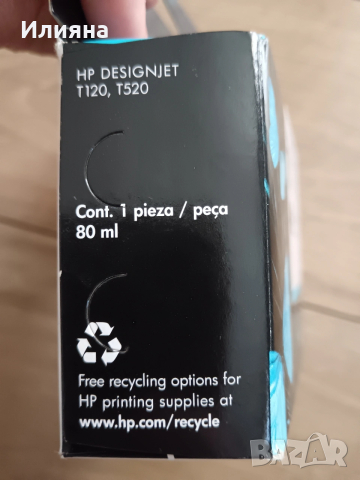 Илияна
HP DESIGNJET
T120, T520
Cont. 1 pieza / peça
80 ml
Free recycling options for
HP printing supplies at
www.hp.com/recycle
BAZAR